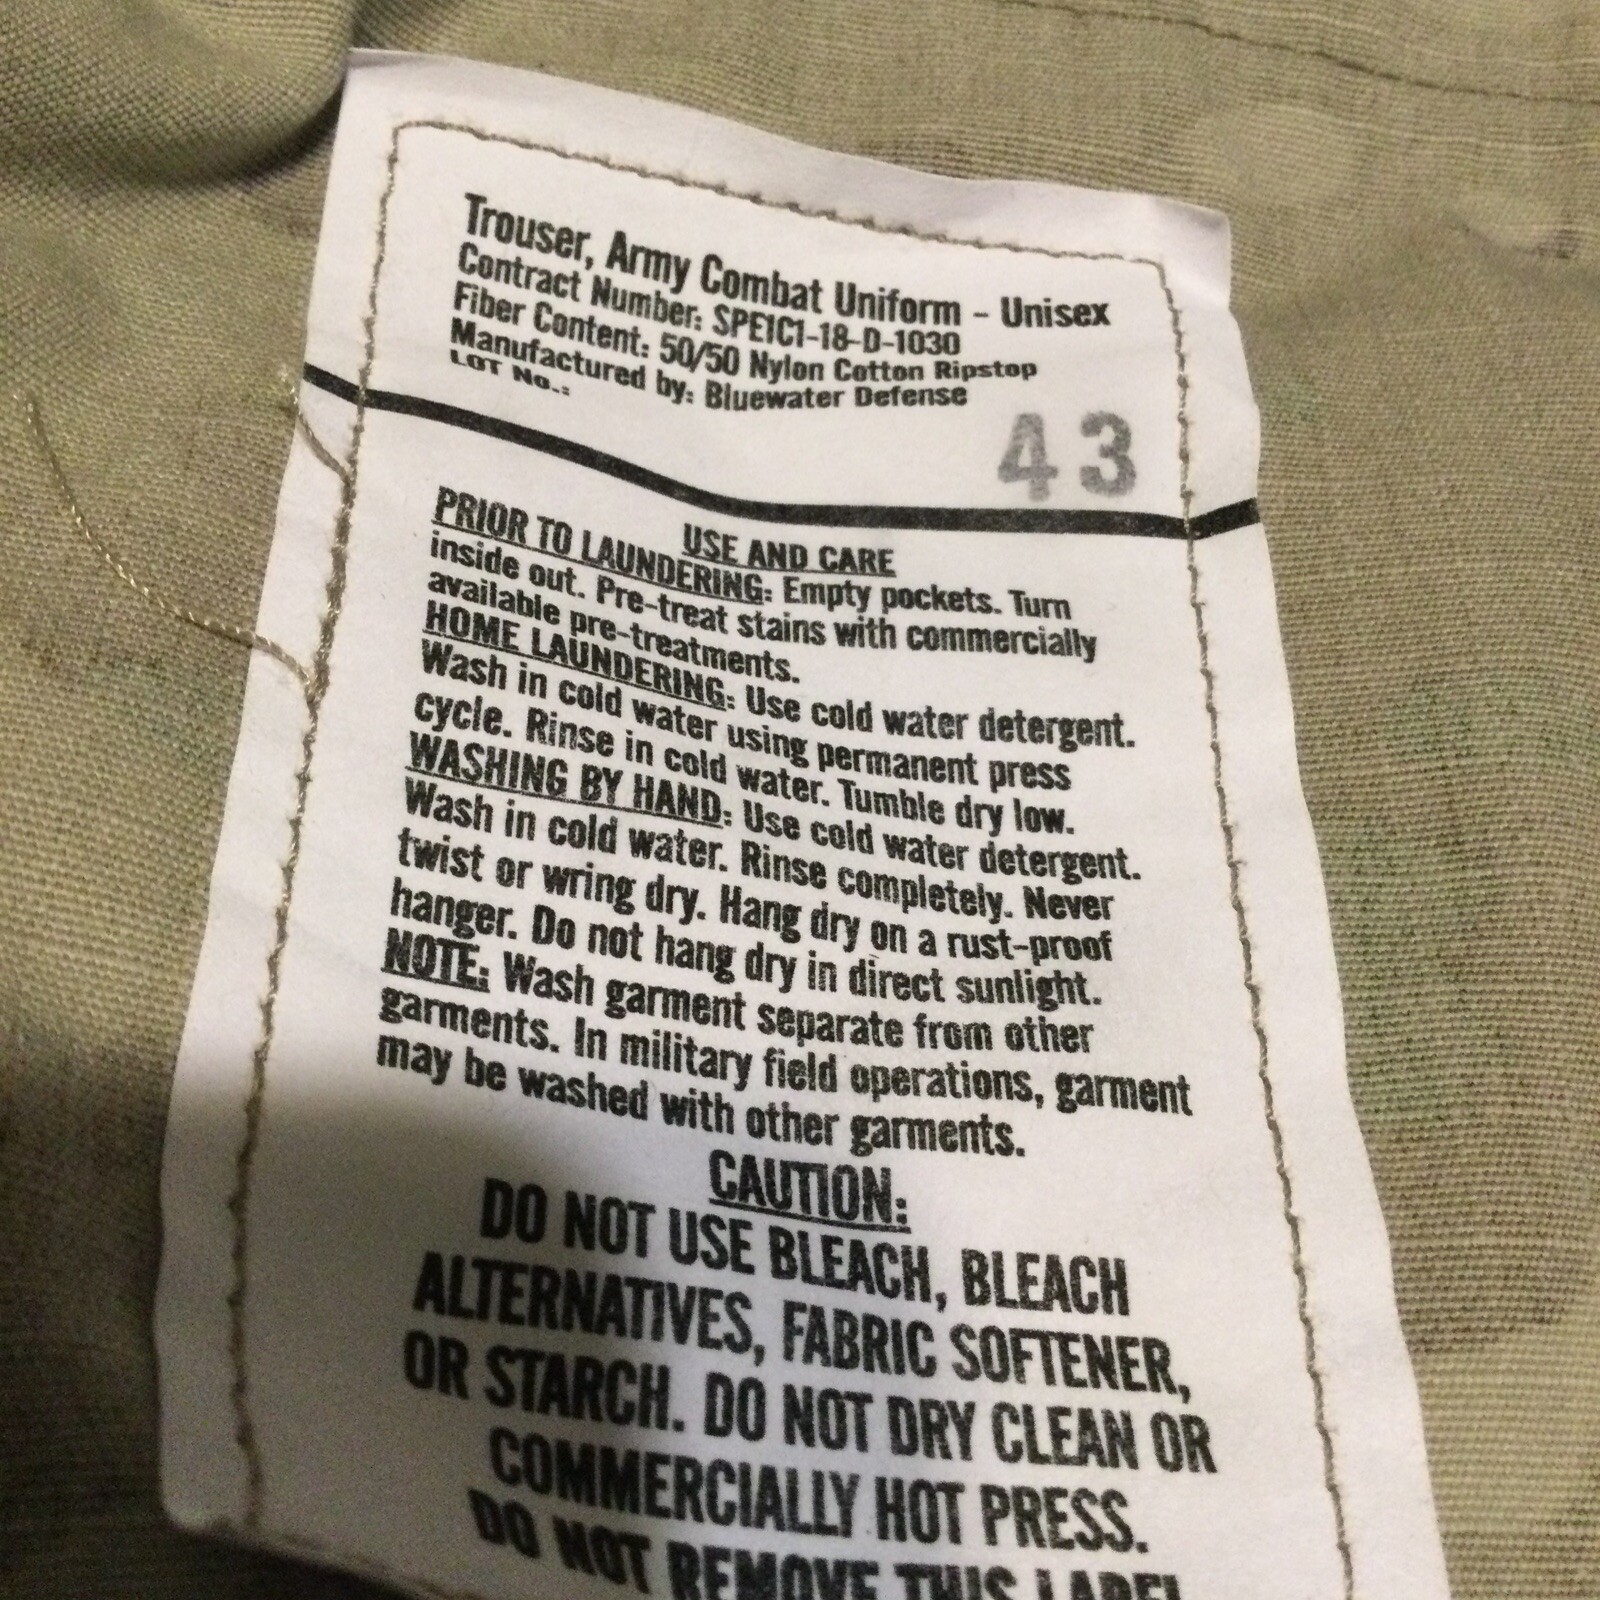 Trouser, Army Combat Uniform - Unisex
Contract Number: SPE1C1-18-D-1030
Fiber Content: 50/50 Nylon Cotton Ripstop
Manufactured by: Bluewater Defense
LOT No.:
43
USE AND CARE
PRIOR TO LAUNDERING: Empty pockets. Turn
inside out. Pre-treat stains with commercially
available pre-treatments.
HOME LAUNDERING: Use cold water detergent.
Wash in cold water using permanent press
cycle. Rinse in cold water. Tumble dry low.
WASHING BY HAND: Use cold water detergent.
Wash in cold water. Rinse completely. Never
twist or wring dry. Hang dry on a rust-proof
hanger. Do not hang dry in direct sunlight.
NOTE: Wash garment separate from other
garments. In military field operations, garment
may be washed with other garments.
CAUTION:
DO NOT USE BLEACH, BLEACH
ALTERNATIVES, FABRIC SOFTENER,
OR STARCH. DO NOT DRY CLEAN OR
COMMERCIALLY HOT PRESS.
DO NOT REMOVE THIS LABEL